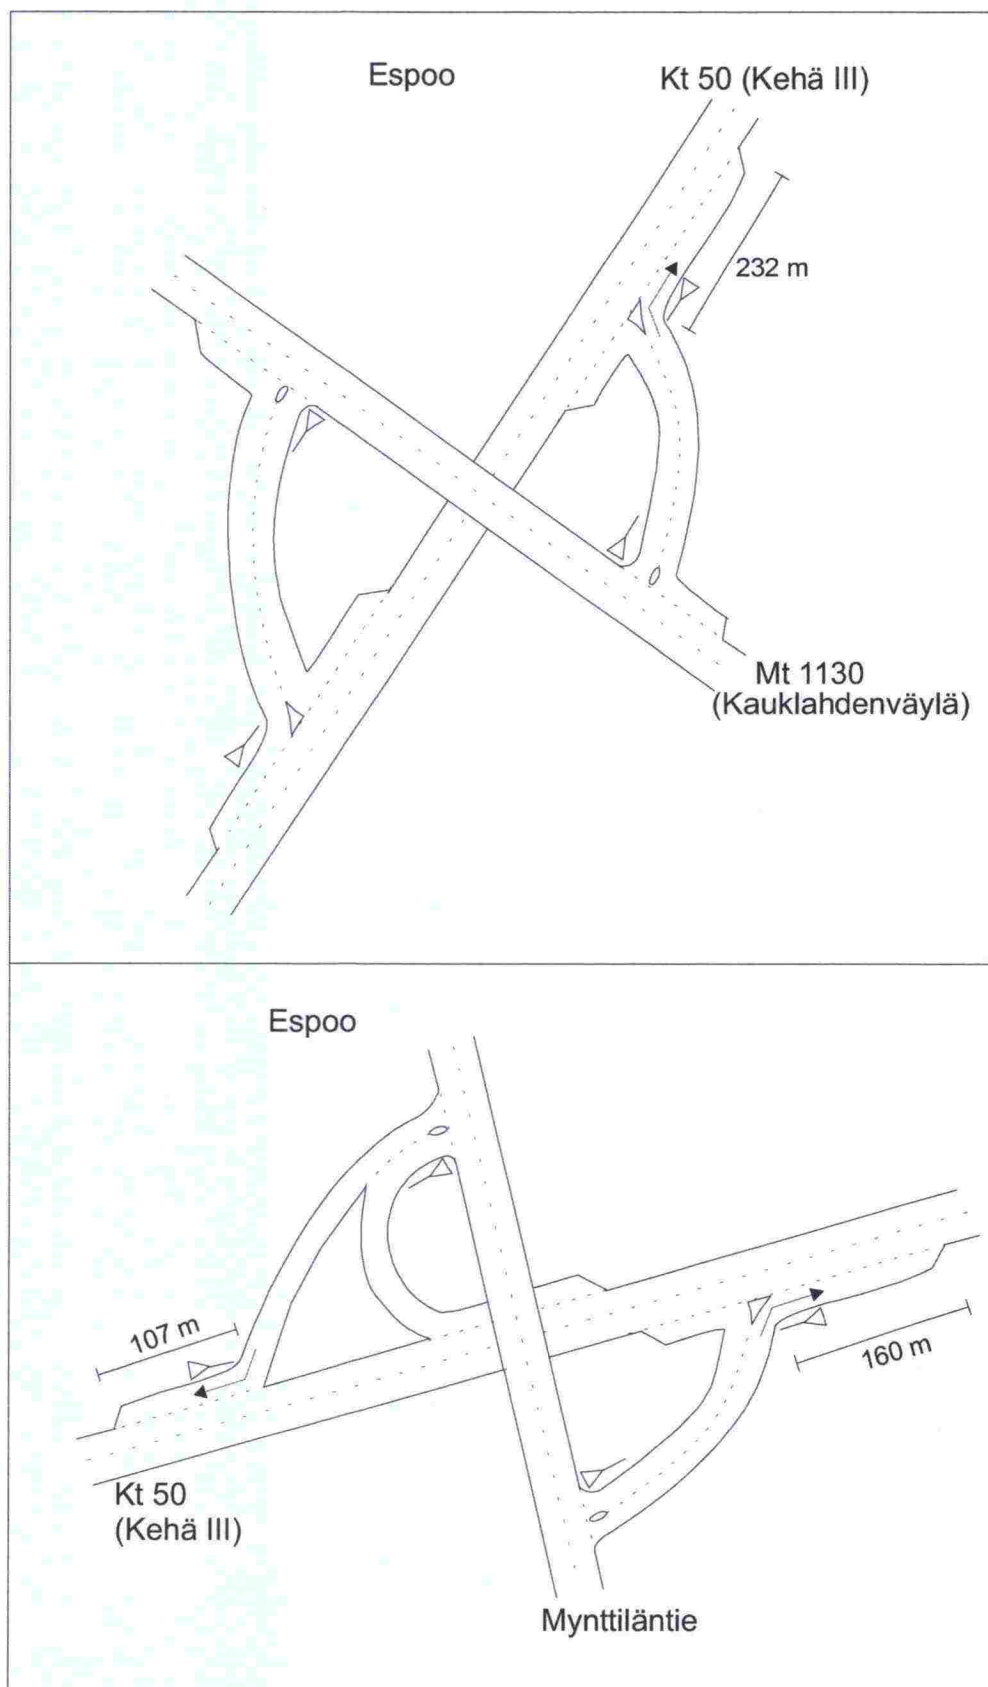 Espoo
Kt 50 (Kehä III)
232 m
Mt 1130
(Kauklahdenväylä)
Espoo
107 m
160 m
Kt 50
(Kehä III)
Mynttiläntie